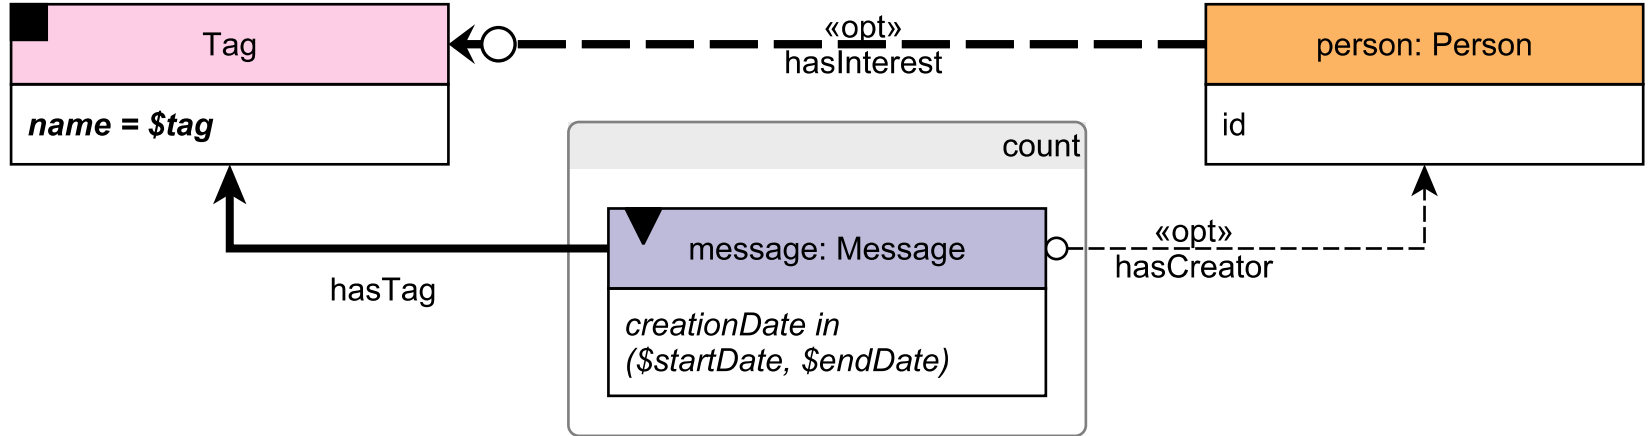 Tag
name = $tag
«opt»
hasInterest
person: Person
id
count
message: Message
creationDate in
($startDate, $endDate)
hasTag
«opt»
hasCreator